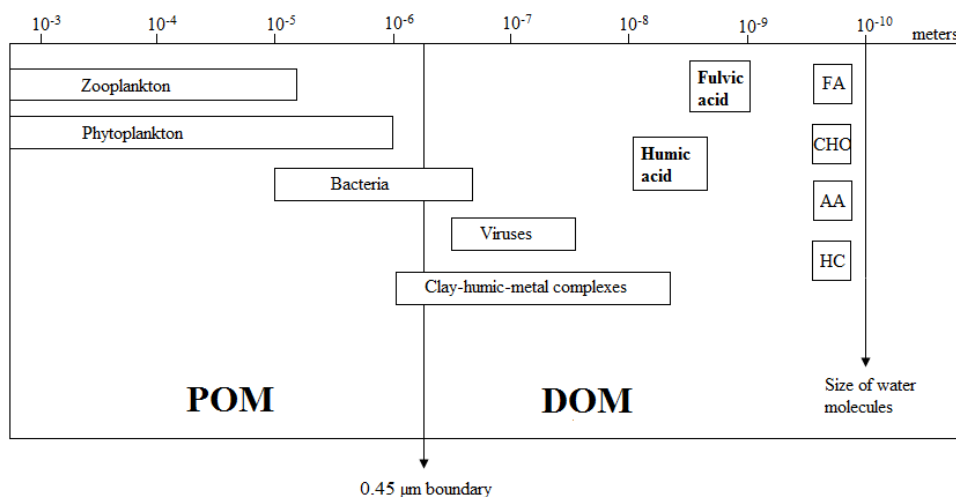 10-3 10-4 10-5 10-6 10-7 10-8 10-9 10-10 meters
Zooplankton
Fulvic
acid
FA
Phytoplankton
CHO
Humic
acid
Bacteria
AA
Viruses
HC
Clay-humic-metal complexes
POM
DOM
Size of water
molecules
0.45 μm boundary